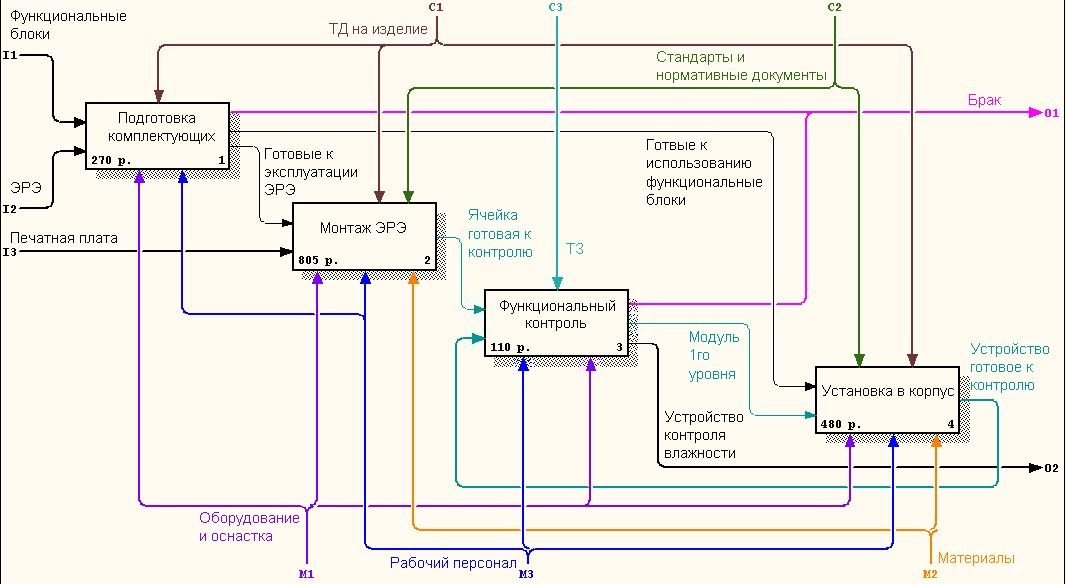 Функциональные
блоки
I1
ЭРЭ
I2
Печатная плата
I3
C1
ТД на изделие
C3
C2
Стандарты и
нормативные документы
Брак
O1
Подготовка
комплектующих
270 р. 1
Готовые к
эксплуатации
ЭРЭ
Готвые к
использованию
функциональные
блоки
Монтаж ЭРЭ
805 р. 2
Ячейка
готовая к
контролю
ТЗ
Функциональный
контроль
110 р. 3
Модуль
1го
уровня
Устройство
готовое к
контролю
Установка в корпус
480 р. 4
Устройство
контроля
влажности
O2
Оборудование
и оснастка
M1
Рабочий персонал
M3
Материалы
M2